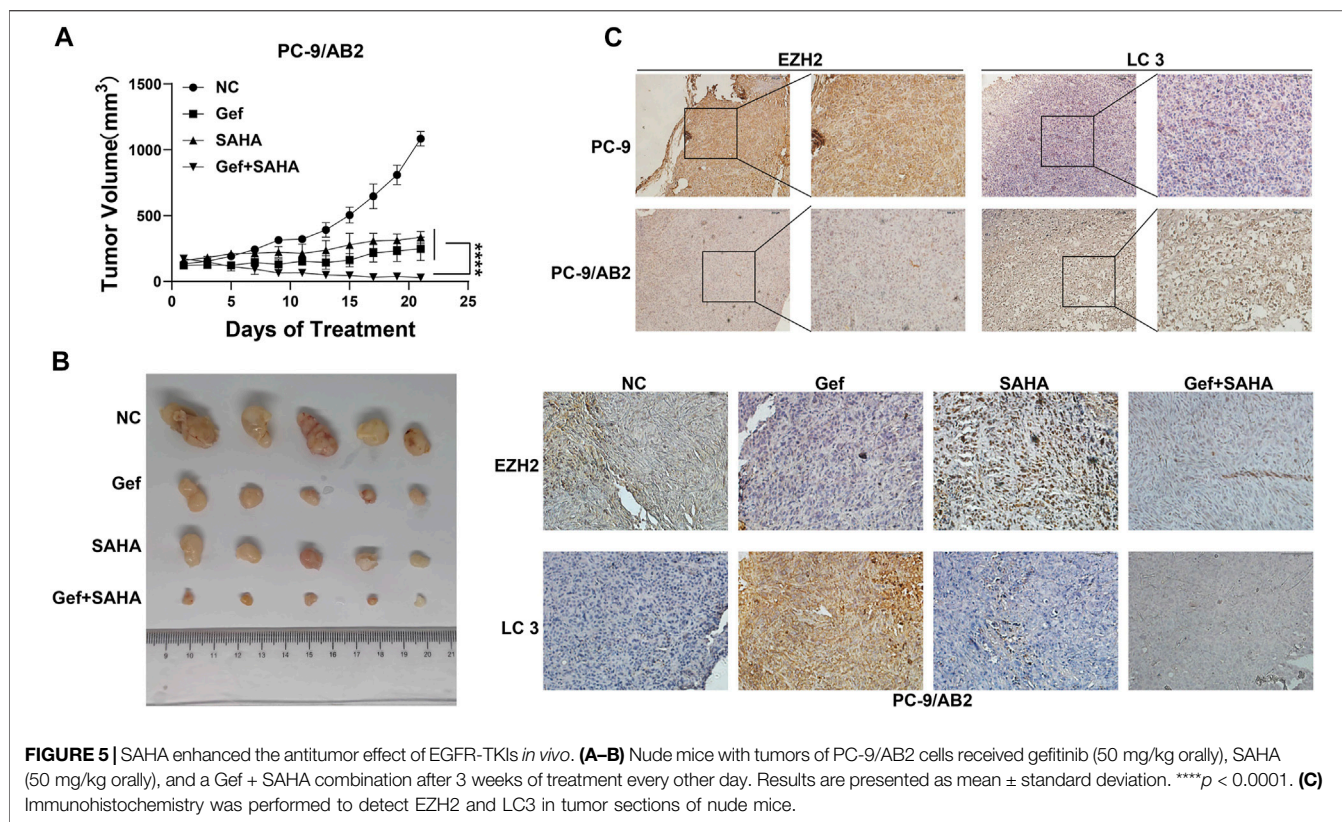 A
PC-9/AB2
Tumor Volume(mm³)
1500
1000
500
0
NC
Gef
SAHA
Gef+SAHA
****
0 5 10 15 20 25
Days of Treatment
B
NC
Gef
SAHA
Gef+SAHA
9 10 11 12 13 14 15 16 17 18 19 20 21
C
EZH2 LC 3
PC-9
PC-9/AB2
NC Gef SAHA Gef+SAHA
EZH2
LC 3
PC-9/AB2
FIGURE 5 | SAHA enhanced the antitumor effect of EGFR-TKIs in vivo. (A–B) Nude mice with tumors of PC-9/AB2 cells received gefitinib (50 mg/kg orally), SAHA
(50 mg/kg orally), and a Gef + SAHA combination after 3 weeks of treatment every other day. Results are presented as mean ± standard deviation. ****p < 0.0001. (C)
Immunohistochemistry was performed to detect EZH2 and LC3 in tumor sections of nude mice.